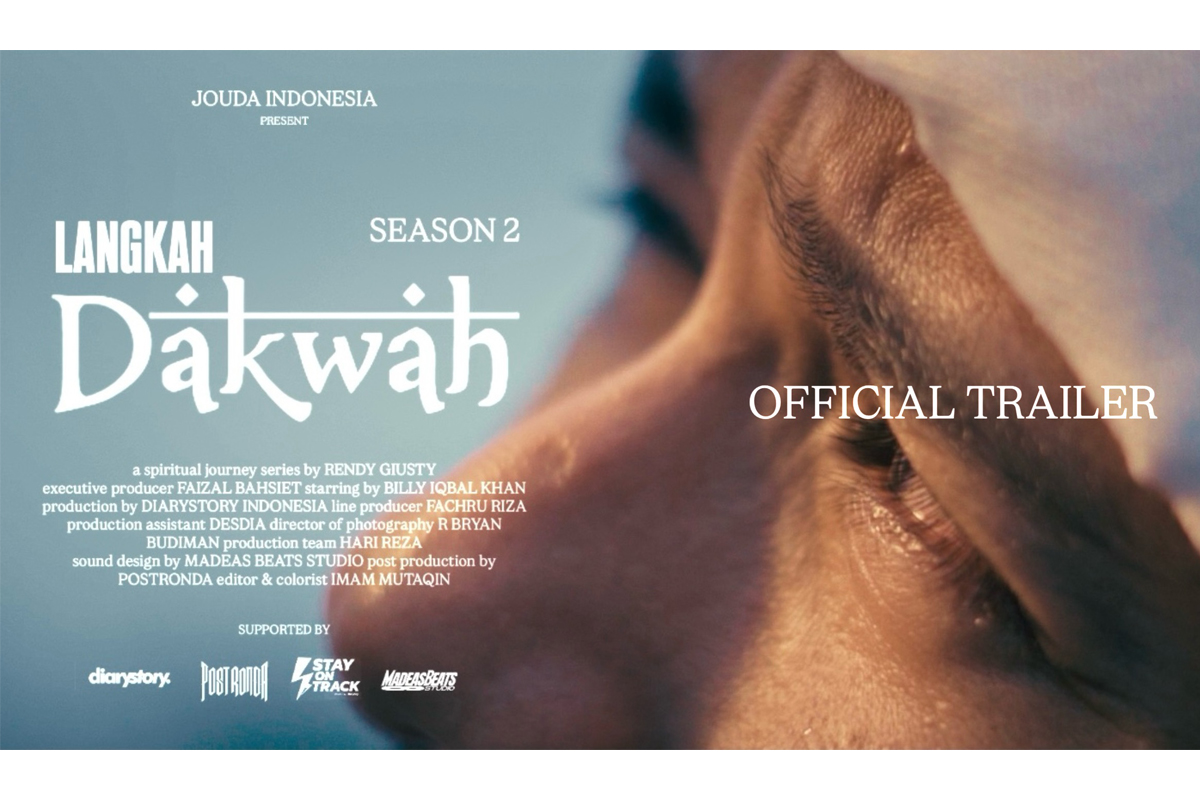 JOUDA INDONESIA
PRESENT
LANGKAH
SEASON 2
Dakwah
OFFICIAL TRAILER
a spiritual journey series by RENDY GIUSTY
executive producer FAIZAL BAHSIET starring by BILLY IQBAL KHAN
production by DIARYSTORY INDONESIA line producer FACHRU RIZA
production assistant DESDIA director of photography R BRYAN
BUDIMAN production team HARI REZA
sound design by MADEAS BEATS STUDIO post production by
POSTRONDA editor & colorist IMAM MUTAQIN
SUPPORTED BY
diarystory.
POSTRONDA
STAY
ON
TRACK
MADEASBEATS
STUDIO